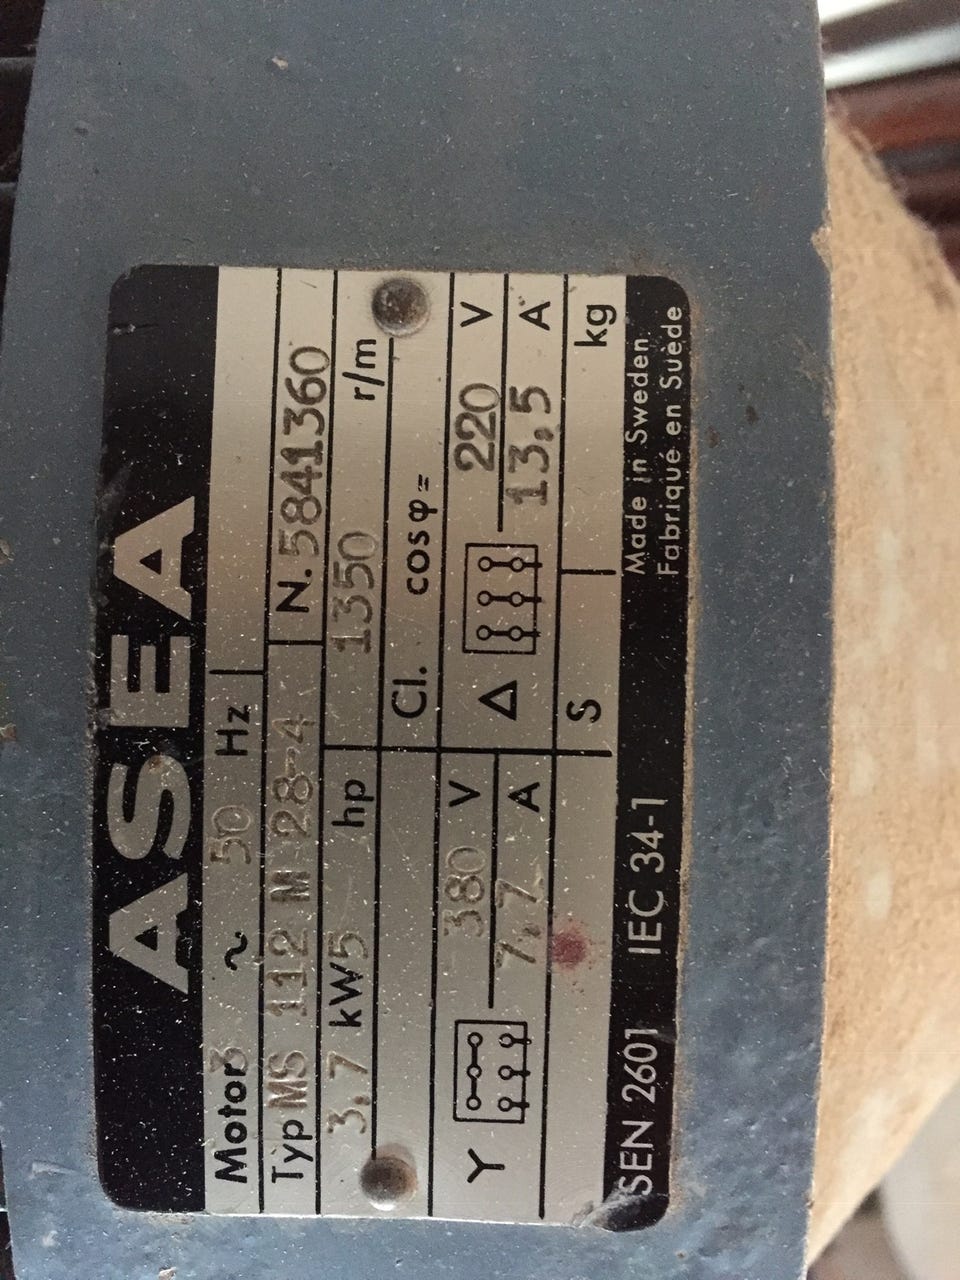 ASEA
Motor 3 ~ 50 Hz
Typ MS 112 M 28-4 N. 5841360
3,7 kW 5 hp 1350 r/m
Cl. cosφ=
Y 380 V Δ 220 V
7,7 A 13,5 A
S kg
SEN 2601 IEC 34-1 Made in Sweden
Fabriqué en Suède